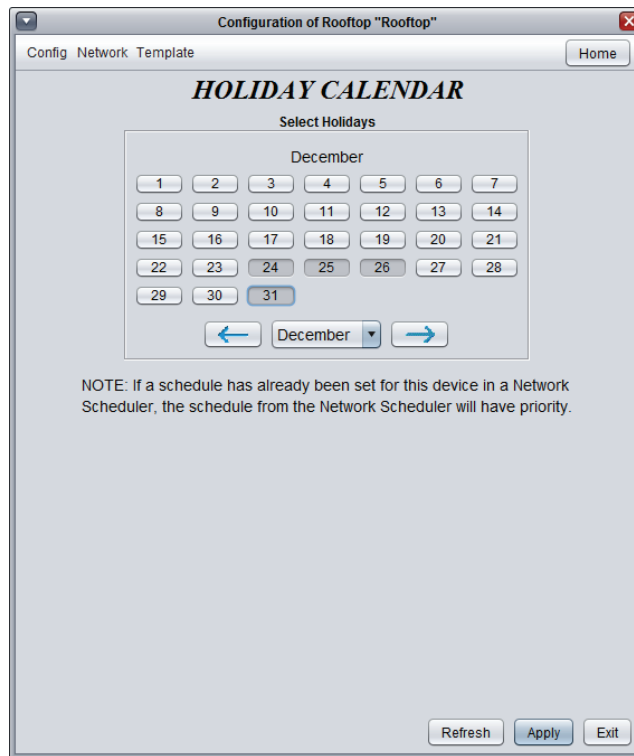 Configuration of Rooftop "Rooftop"
Config Network Template Home
HOLIDAY CALENDAR
Select Holidays
December
1 2 3 4 5 6 7
8 9 10 11 12 13 14
15 16 17 18 19 20 21
22 23 24 25 26 27 28
29 30 31
December
NOTE: If a schedule has already been set for this device in a Network
Scheduler, the schedule from the Network Scheduler will have priority.
Refresh Apply Exit